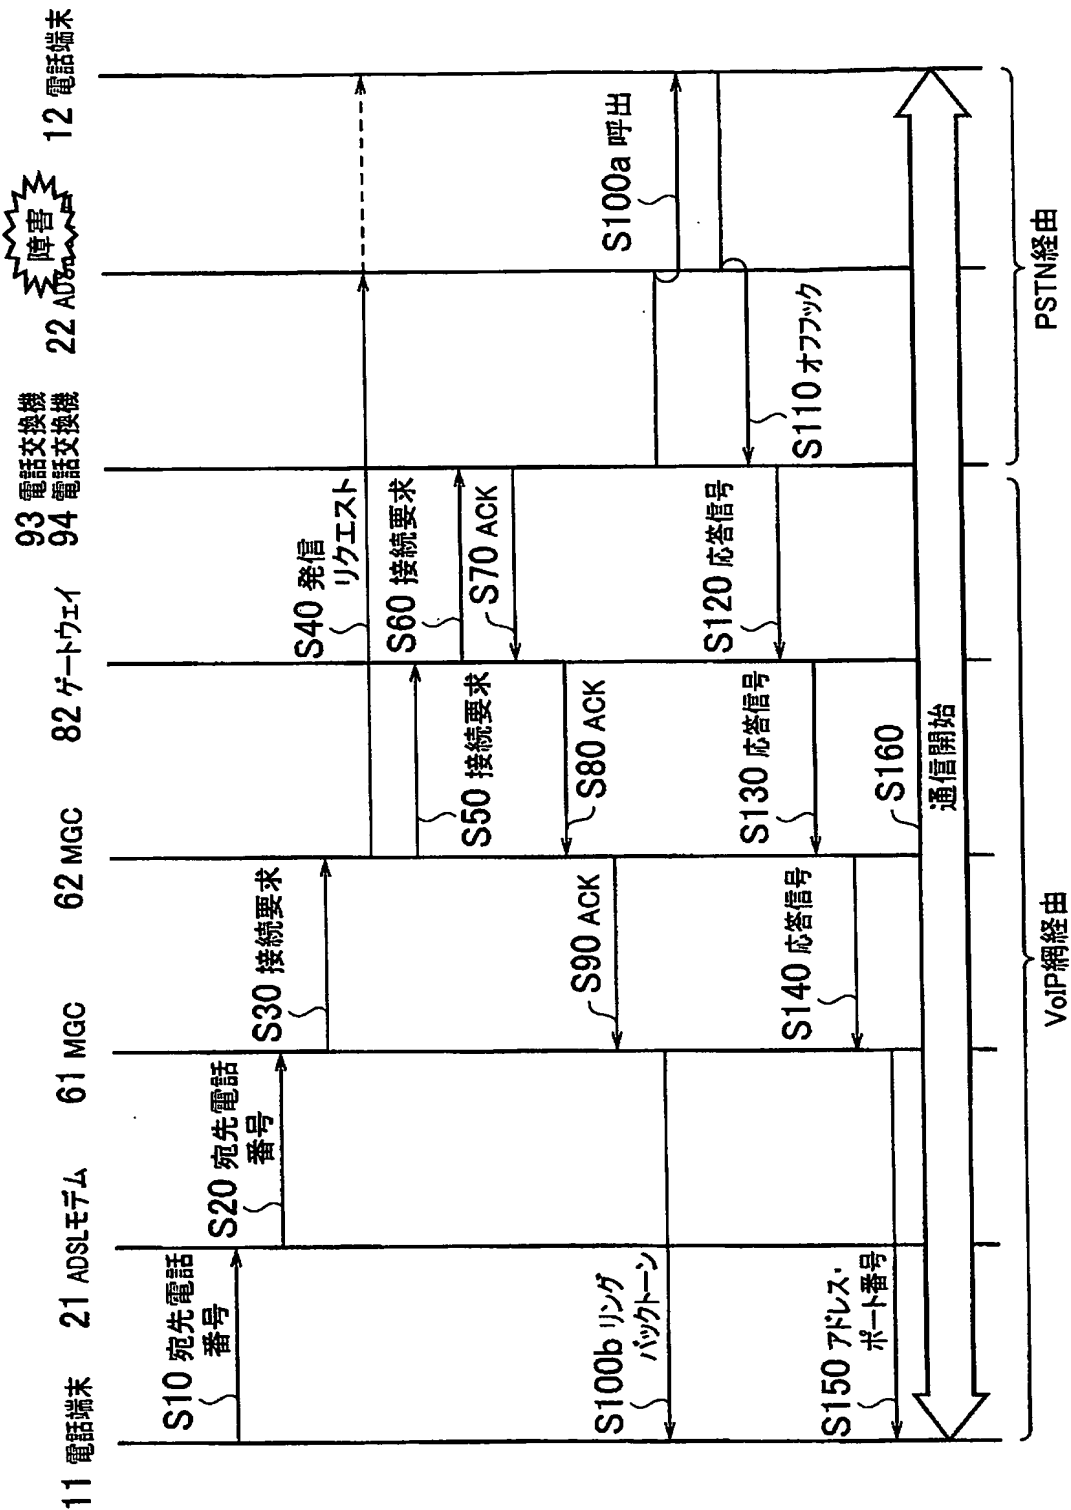 11 電話端末
21 ADSLモデム
61 MGC
62 MGC
82 ゲートウェイ
93 電話交換機
94 電話交換機
22
障害
12 電話端末
S10 宛先電話
番号
S20 宛先電話
番号
S30 接続要求
S40 発信
リクエスト
S50 接続要求
S60 接続要求
S70 ACK
S80 ACK
S90 ACK
S100a 呼出
S100b リング
バックトーン
S110 オフフック
S120 応答信号
S130 応答信号
S140 応答信号
S150 アドレス・
ポート番号
S160
通信開始
VoIP網経由
PSTN経由